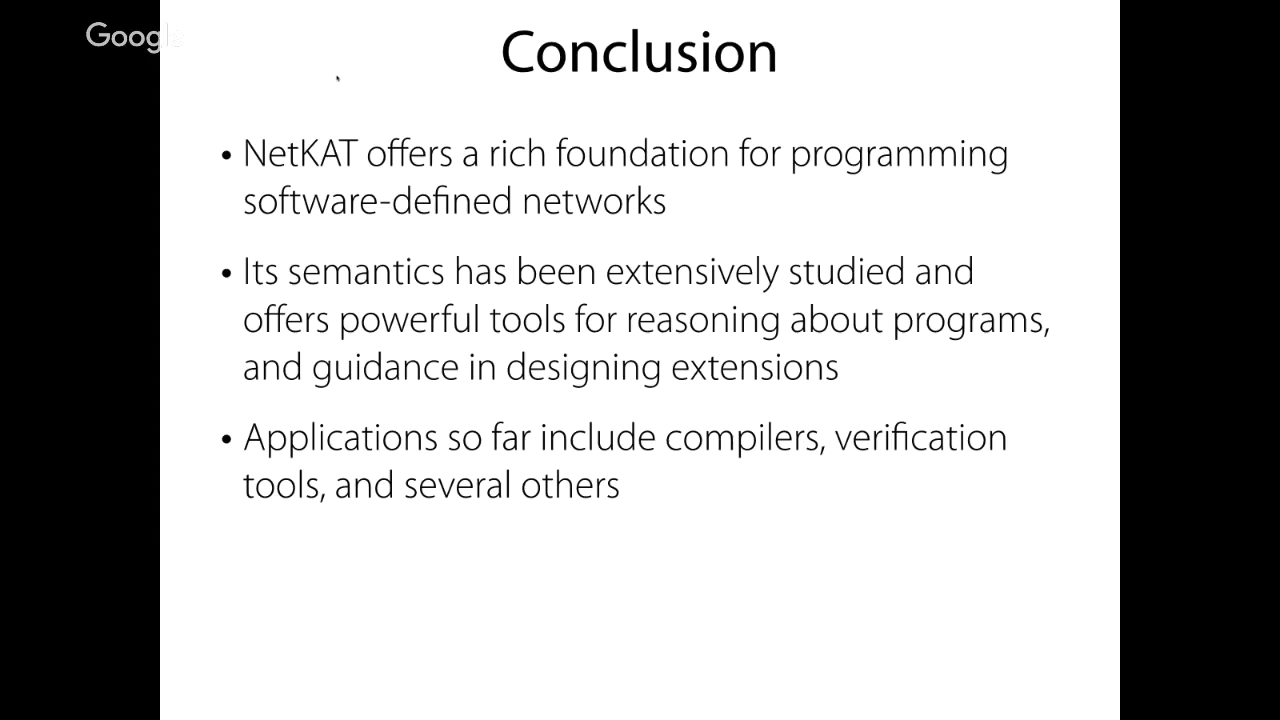 Google
Conclusion
• NetKAT offers a rich foundation for programming
software-defined networks
• Its semantics has been extensively studied and
offers powerful tools for reasoning about programs,
and guidance in designing extensions
• Applications so far include compilers, verification
tools, and several others